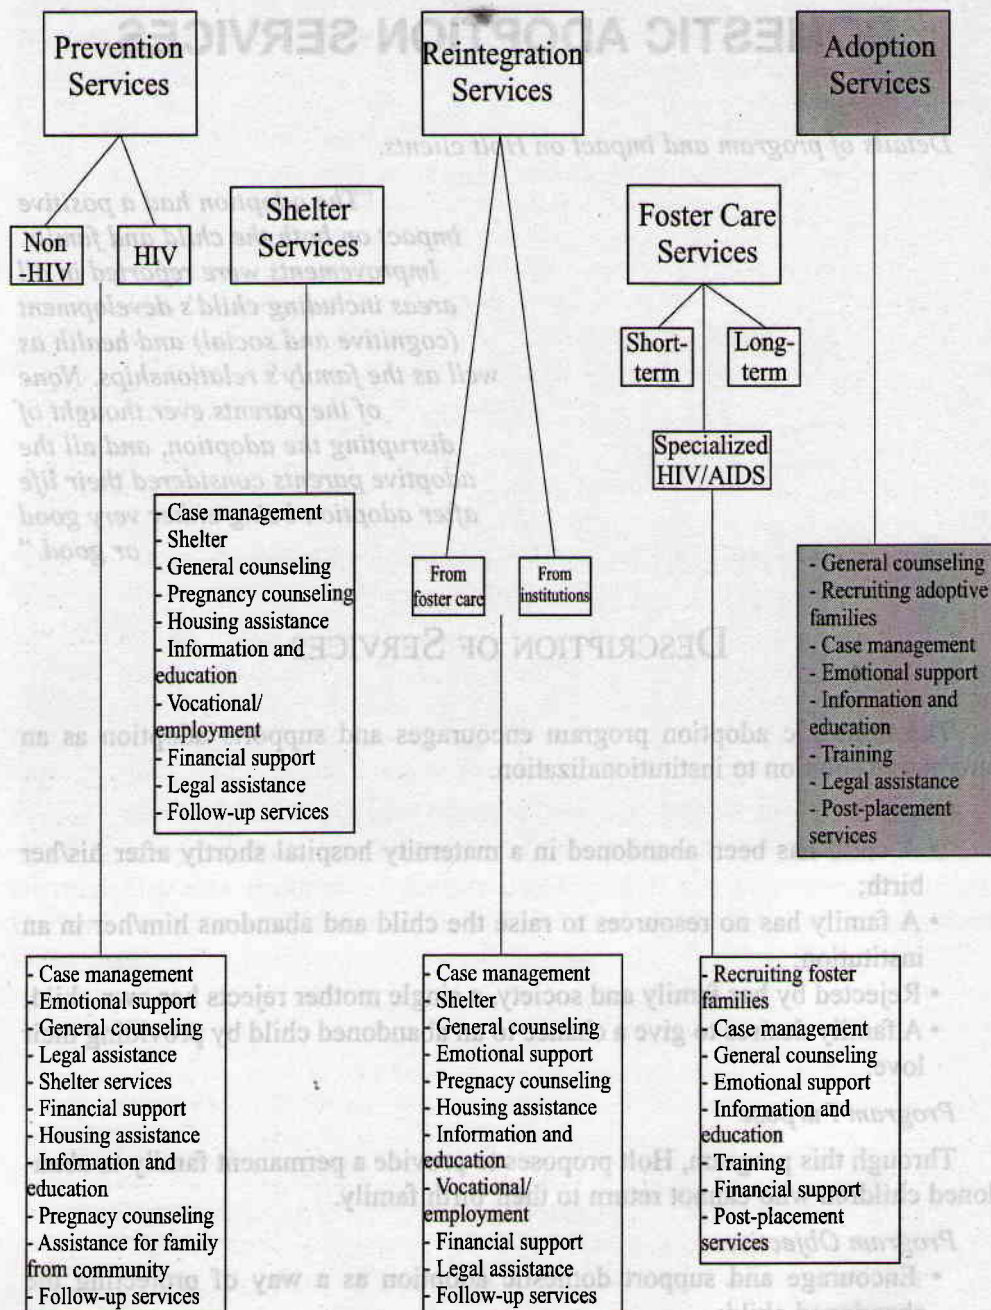 Prevention
Services
Reintegration
Services
Adoption
Services
Non
-HIV
HIV
Shelter
Services
Foster Care
Services
Short-
term
Long-
term
Specialized
HIV/AIDS
- Case management
- Shelter
- General counseling
- Pregnancy counseling
- Housing assistance
- Information and
education
- Vocational/
employment
- Financial support
- Legal assistance
- Follow-up services
From
foster care
From
institutions
- General counseling
- Recruiting adoptive
families
- Case management
- Emotional support
- Information and
education
- Training
- Legal assistance
- Post-placement
services
- Case management
- Emotional support
- General counseling
- Legal assistance
- Shelter services
- Financial support
- Housing assistance
- Information and
education
- Pregnacy counseling
- Assistance for family
from community
- Follow-up services
- Case management
- Shelter
- General counseling
- Emotional support
- Pregnacy counseling
- Housing assistance
- Information and
education
- Vocational/
employment
- Financial support
- Legal assistance
- Follow-up services
- Recruiting foster
families
- Case management
- General counseling
- Emotional support
- Information and
education
- Training
- Financial support
- Post-placement
services